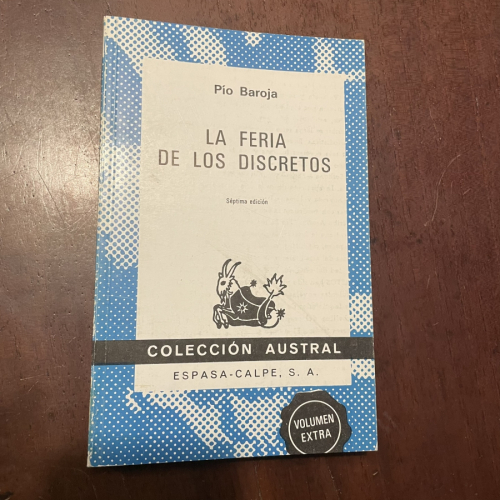 Pío Baroja
LA FERIA
DE LOS DISCRETOS
Séptima edición
COLECCIÓN AUSTRAL
ESPASA-CALPE, S. A.
VOLUMEN
EXTRA